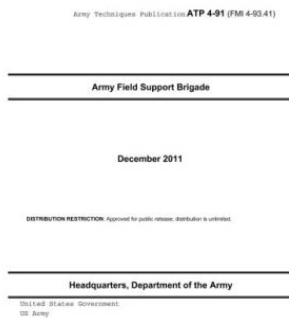 Army Techniques Publication ATP 4-91 (FMI 4-93.41)
Army Field Support Brigade
December 2011
DISTRIBUTION RESTRICTION: Approved for public release; distribution is unlimited.
Headquarters, Department of the Army
United States Government
US Army